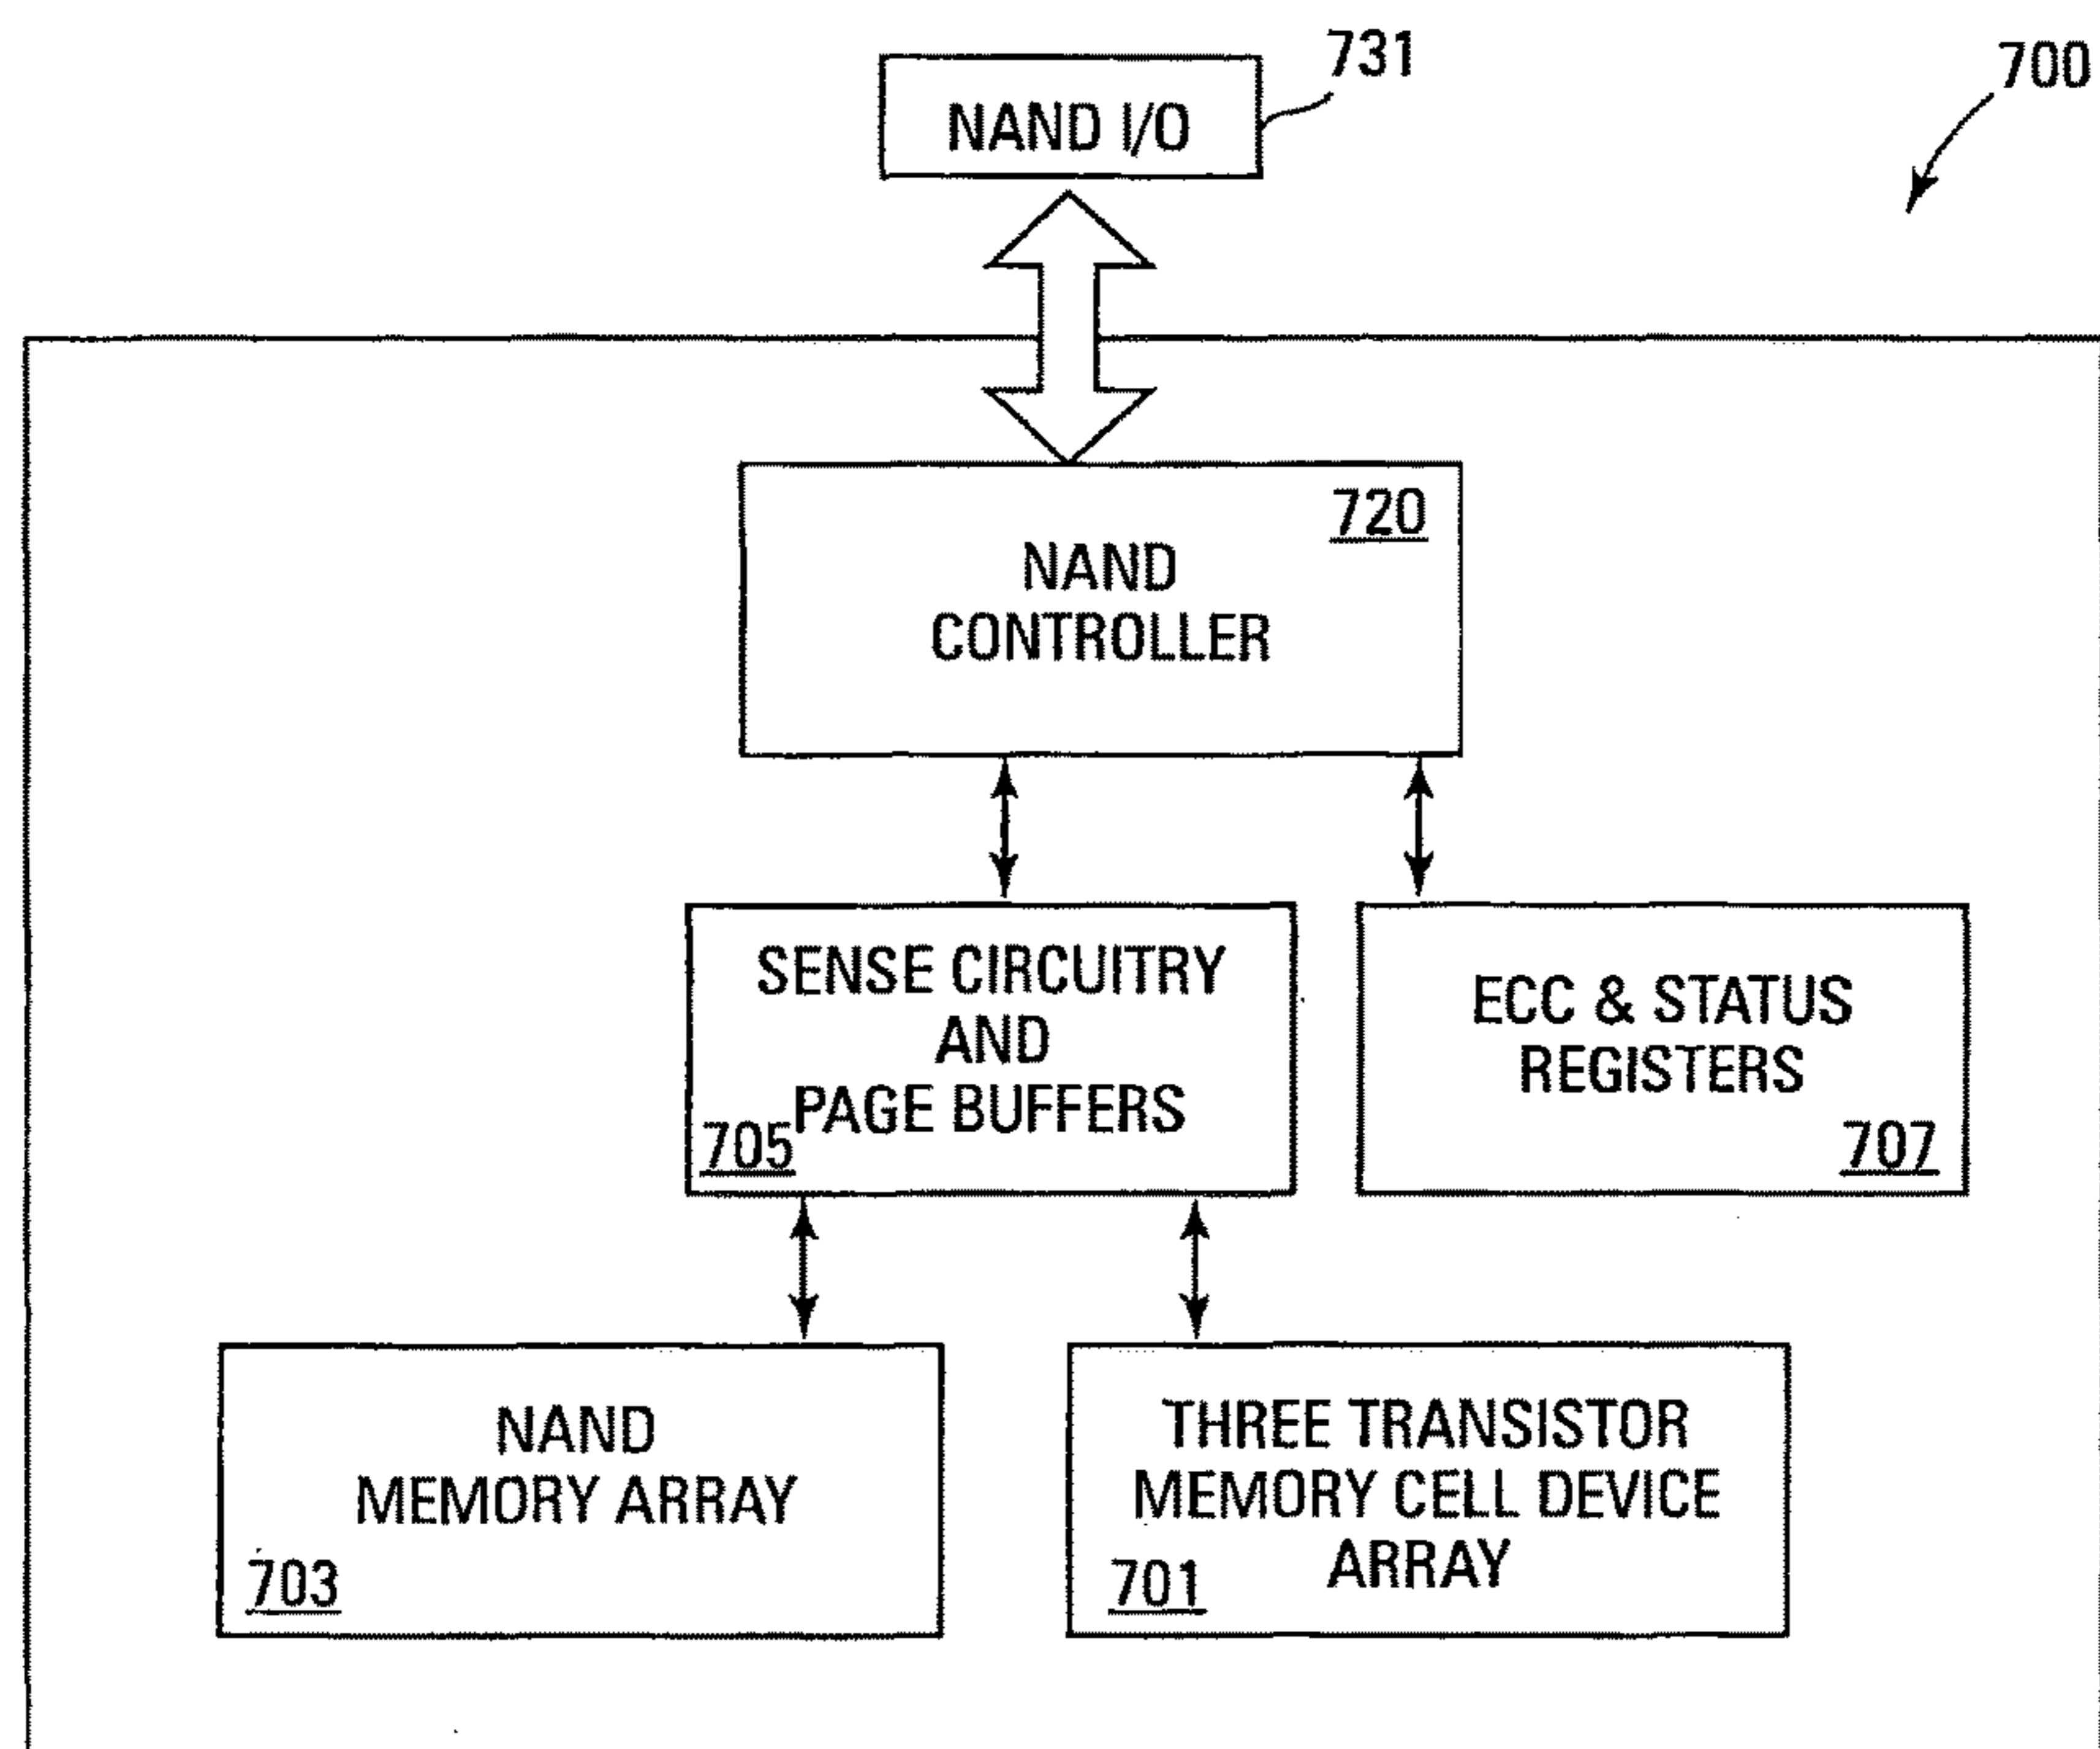 731
700
NAND I/O
720
NAND
CONTROLLER
SENSE CIRCUITRY
AND
PAGE BUFFERS
705
ECC & STATUS
REGISTERS
707
NAND
MEMORY ARRAY
703
THREE TRANSISTOR
MEMORY CELL DEVICE
ARRAY
701